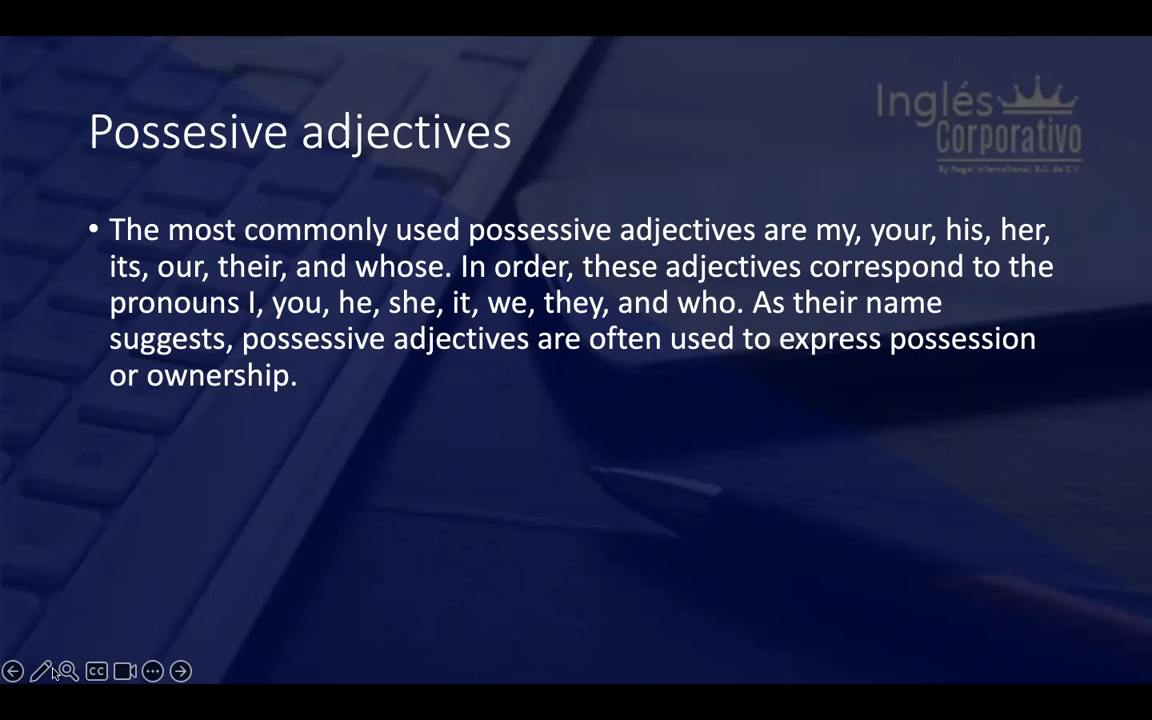 Inglés
Corporativo
Possesive adjectives
• The most commonly used possessive adjectives are my, your, his, her,
its, our, their, and whose. In order, these adjectives correspond to the
pronouns I, you, he, she, it, we, they, and who. As their name
suggests, possessive adjectives are often used to express possession
or ownership.
CC